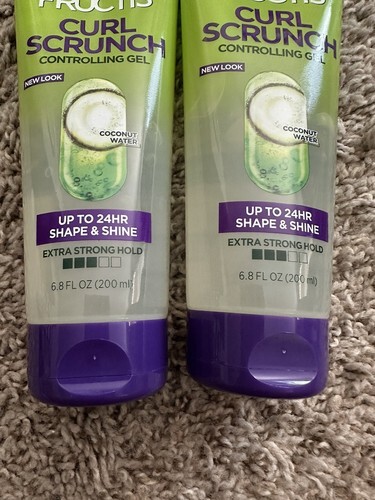 FRUCTIS
CURL
SCRUNCH
CONTROLLING GEL
NEW LOOK
COCONUT
WATER
UP TO 24HR
SHAPE & SHINE
EXTRA STRONG HOLD
6.8 FL OZ (200 ml)
FRUCTIS
CURL
SCRUNCH
CONTROLLING GEL
NEW LOOK
COCONUT
WATER
UP TO 24HR
SHAPE & SHINE
EXTRA STRONG HOLD
6.8 FL OZ (200 ml)